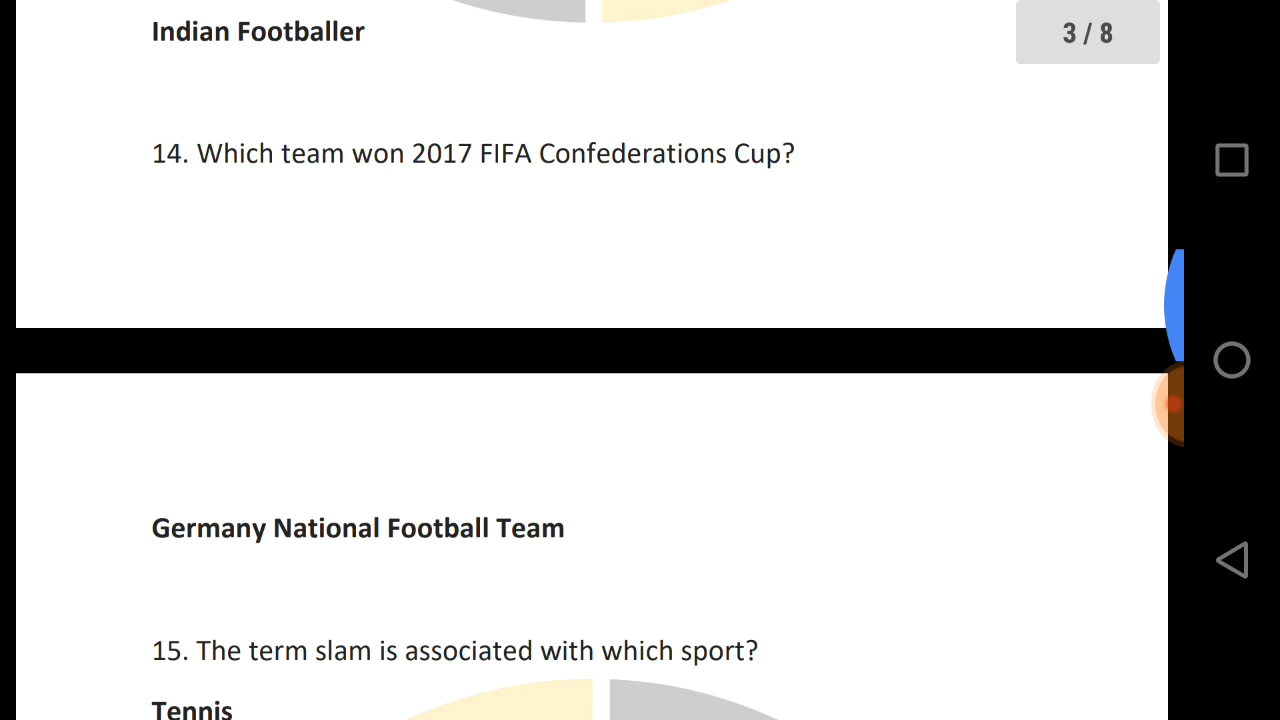 Indian Footballer
3 / 8
14. Which team won 2017 FIFA Confederations Cup?
Germany National Football Team
15. The term slam is associated with which sport?
Tennis